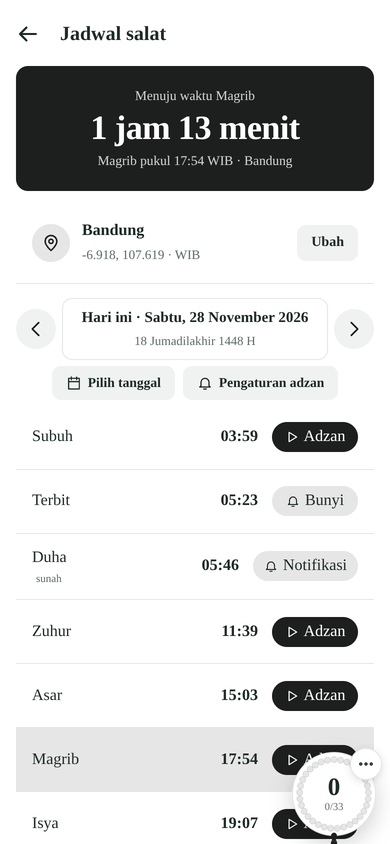 Jadwal salat
Menuju waktu Magrib
1 jam 13 menit
Magrib pukul 17:54 WIB · Bandung
Bandung
-6.918, 107.619 · WIB
Ubah
Hari ini · Sabtu, 28 November 2026
18 Jumadilakhir 1448 H
Pilih tanggal
Pengaturan adzan
Subuh 03:59 Adzan
Terbit 05:23 Bunyi
Duha 05:46 Notifikasi
sunah
Zuhur 11:39 Adzan
Asar 15:03 Adzan
Magrib 17:54
0
0/33
Isya 19:07